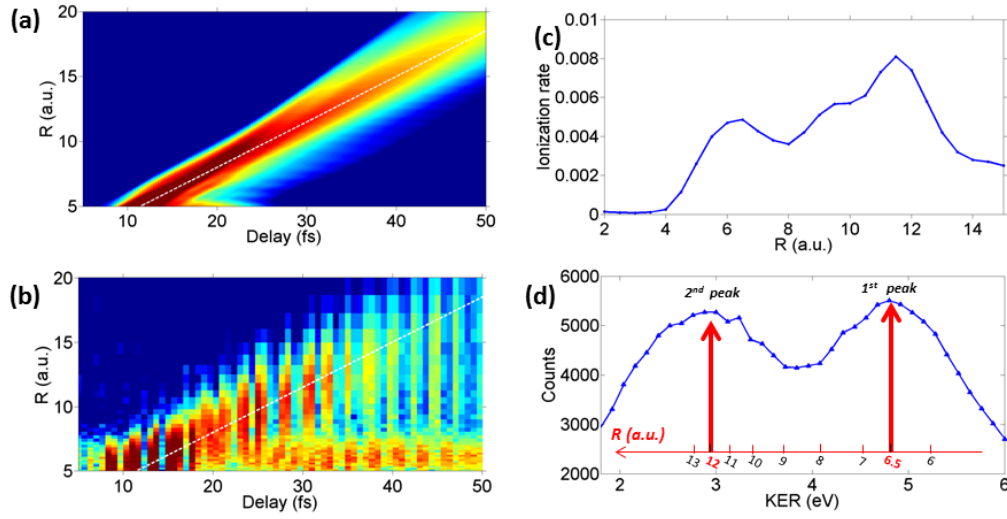 (a)
20
15
10
5
R (a.u.)
10 20 30 40 50
Delay (fs)
(b)
20
15
10
5
R (a.u.)
10 20 30 40 50
Delay (fs)
(c)
0.01
0.008
0.006
0.004
0.002
0
Ionization rate
2 4 6 8 10 12 14
R (a.u.)
(d)
6000
5000
4000
3000
2000
Counts
2nd peak
1st peak
R (a.u.)
13 12 11 10 9 8 7 6.5 6
2 3 4 5 6
KER (eV)